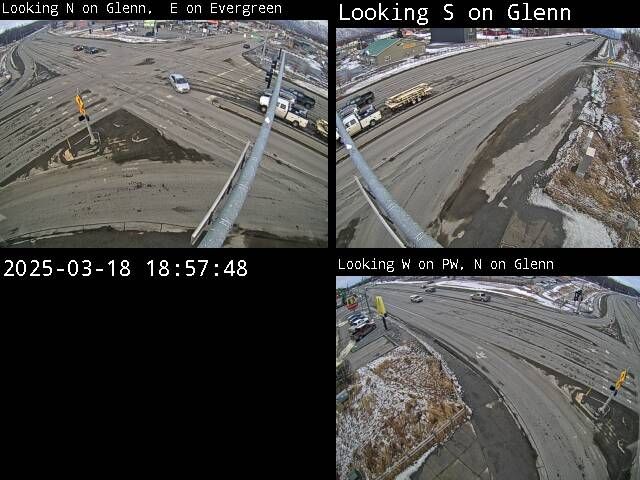 Looking N on Glenn, E on Evergreen
Looking S on Glenn
2025-03-18 18:57:48
Looking W on PW, N on Glenn